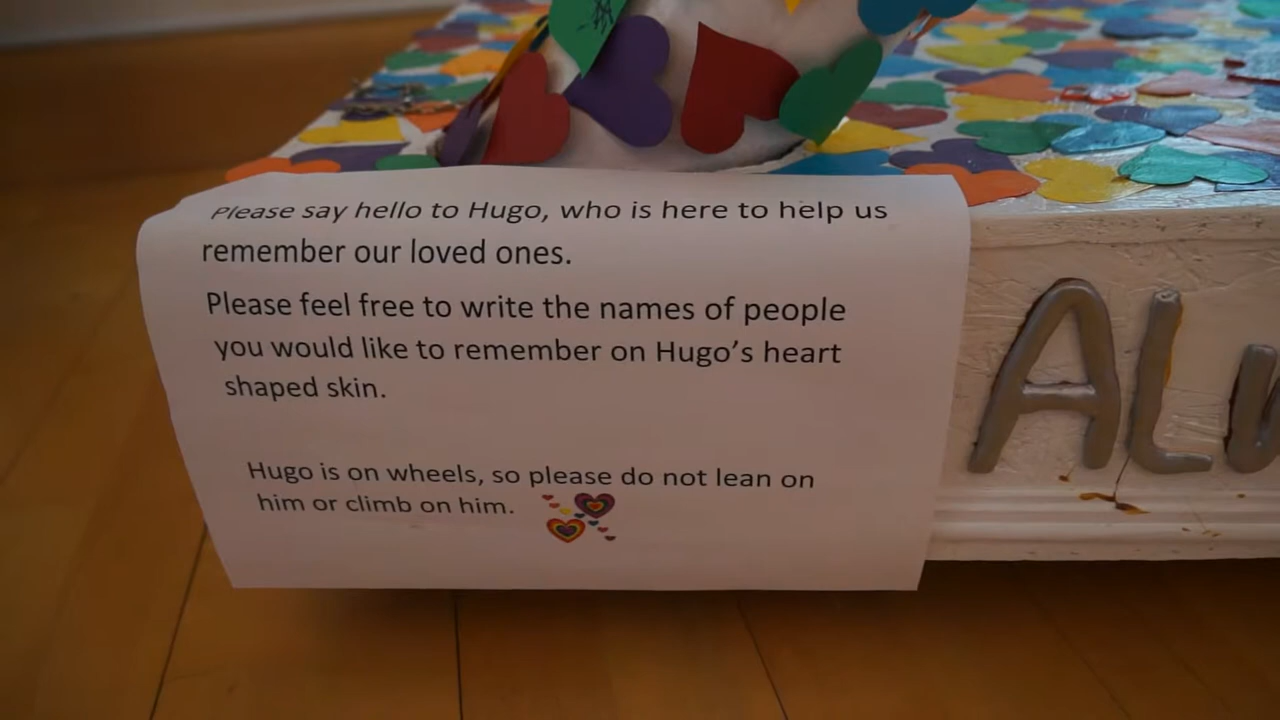 Please say hello to Hugo, who is here to help us
remember our loved ones.
Please feel free to write the names of people
you would like to remember on Hugo's heart
shaped skin.
Hugo is on wheels, so please do not lean on
him or climb on him.
AL